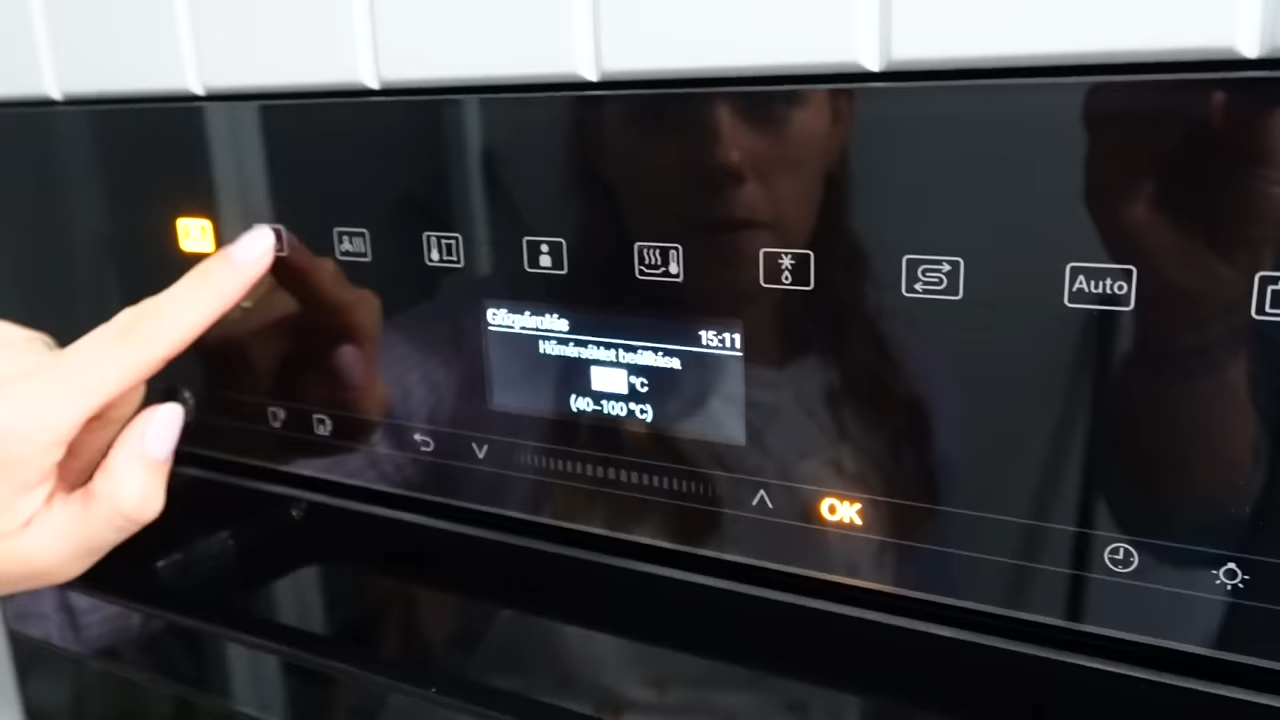 Auto
Gőzpárolás
15:11
Hőmérséklet beállítása
°C
(40–100 °C)
OK